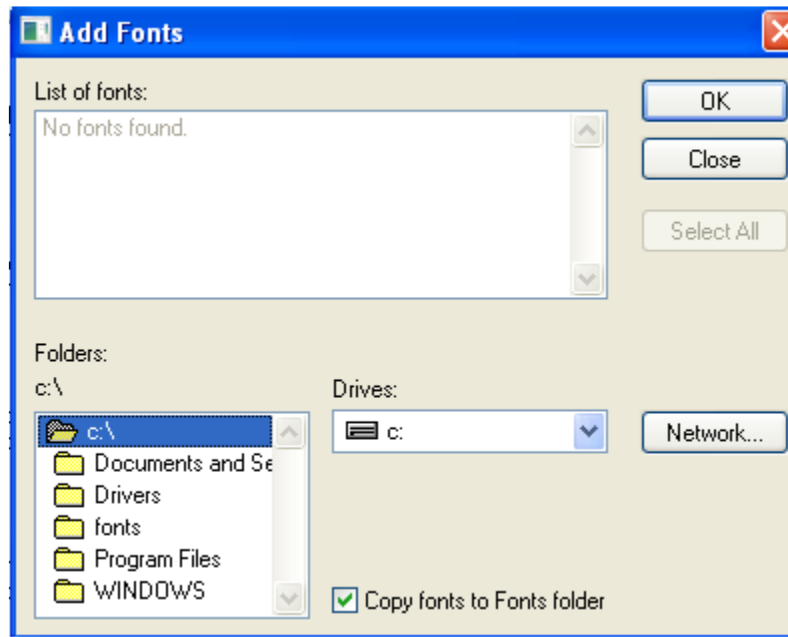 Add Fonts
List of fonts:
No fonts found.
OK
Close
Select All
Folders:
c:\
Drives:
c:\
Documents and Se
Drivers
fonts
Program Files
WINDOWS
c:
Network...
Copy fonts to Fonts folder